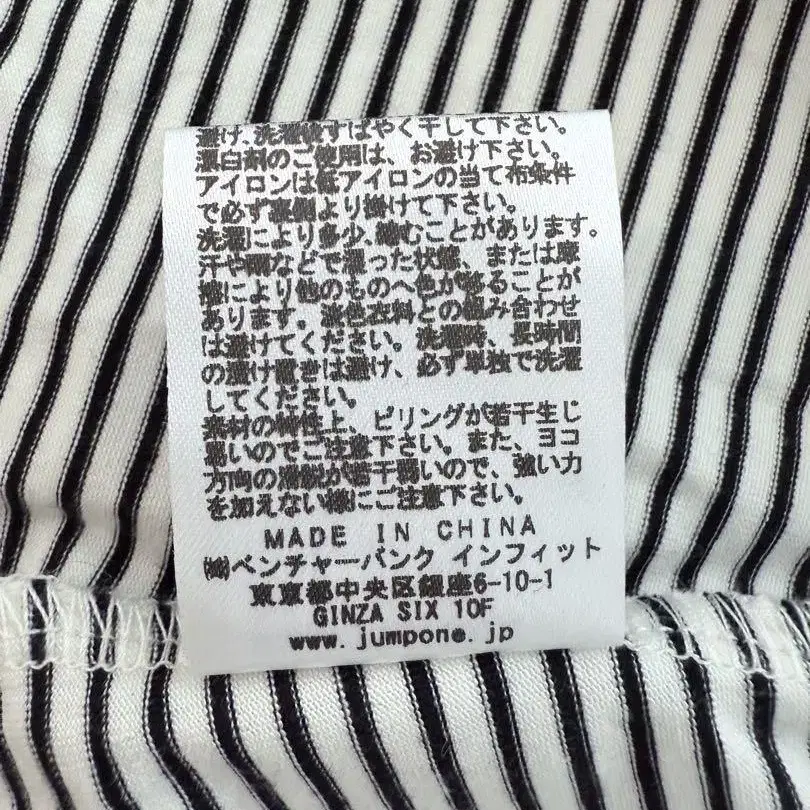 避け、洗濯後すばやく干して下さい。
漂白剤のご使用は、お避け下さい。
アイロンは低アイロンの当て布条件
で必ず裏側より掛けて下さい。
洗濯により多少、縮むことがあります。
汗や雨などで湿った状態、または摩
擦により他のものへ色が移ることが
あります。淡色衣料との組み合わせ
は避けてください。洗濯時、長時間
の漬け置きは避け、必ず単独で洗濯
してください。
素材の特性上、ピリングが若干生じ
易いのでご注意下さい。また、ヨコ
方向の滑脱が若干弱いので、強い力
を加えない様にご注意下さい。
MADE IN CHINA
㈱ベンチャーバンク インフィット
東京都中央区銀座6-10-1
GINZA SIX 10F
www.jumpone.jp